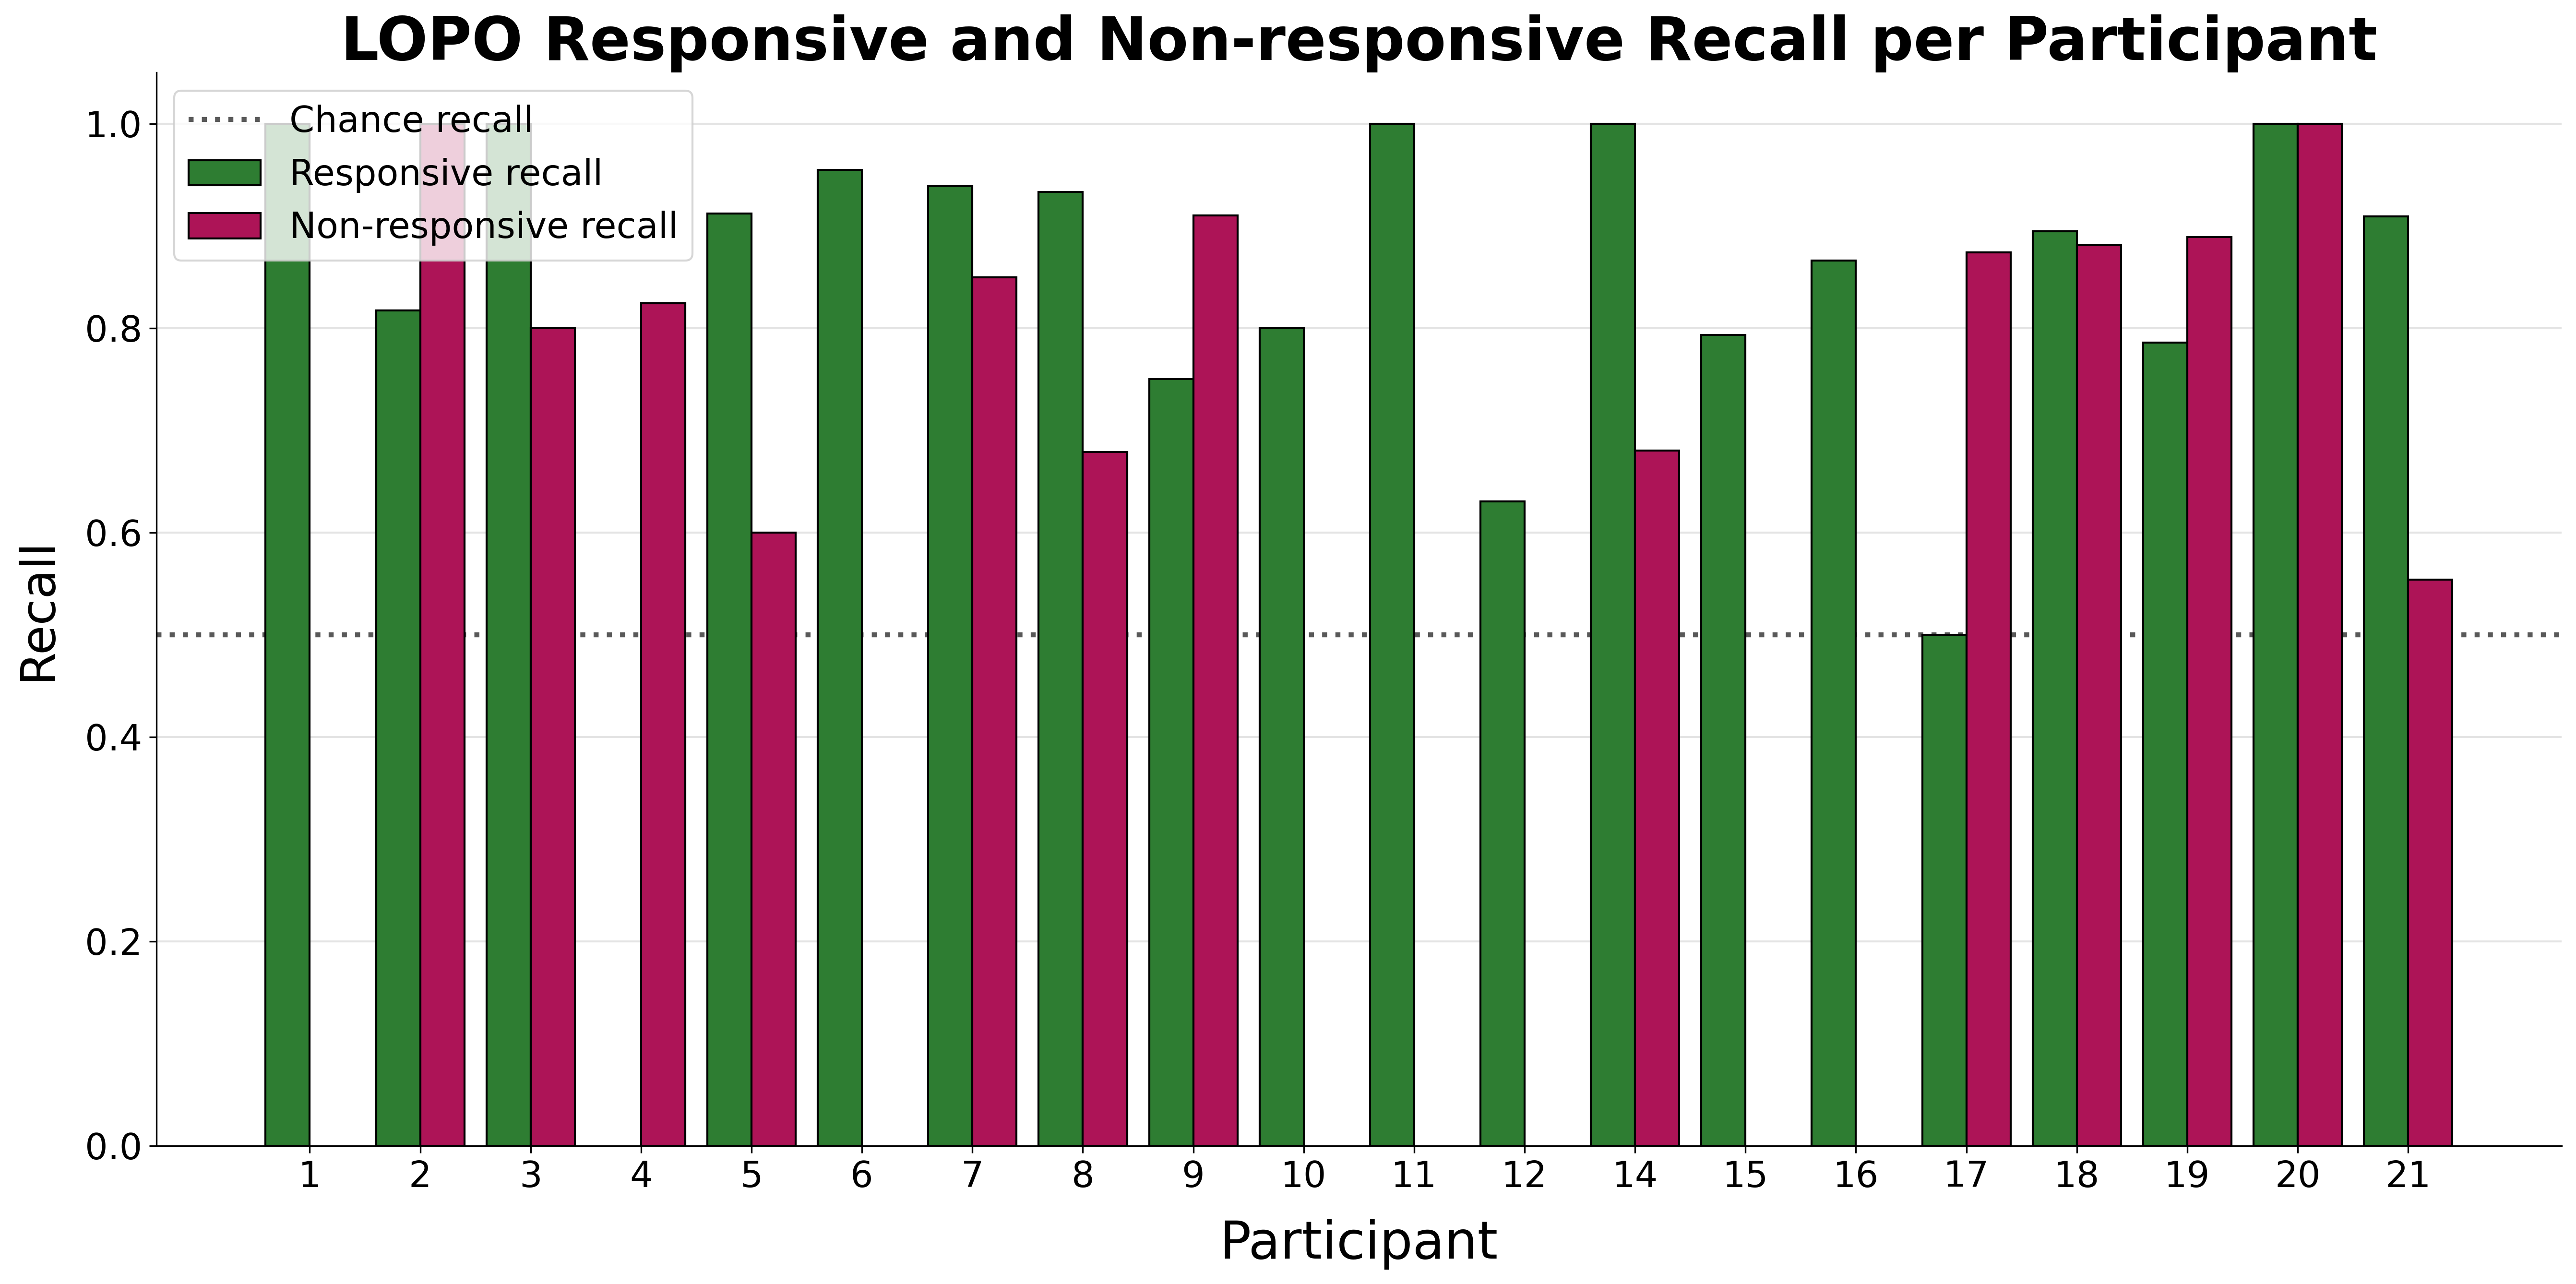 LOPO Responsive and Non-responsive Recall per Participant
Chance recall
Responsive recall
Non-responsive recall
1.0
0.8
0.6
0.4
0.2
0.0
Recall
1 2 3 4 5 6 7 8 9 10 11 12 14 15 16 17 18 19 20 21
Participant